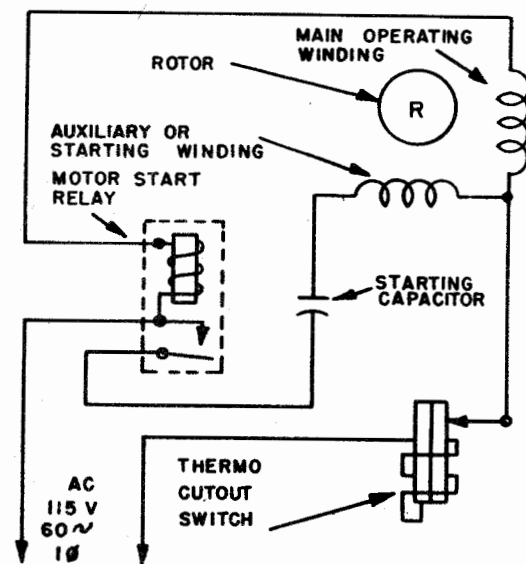 MAIN OPERATING
WINDING
ROTOR
R
AUXILIARY OR
STARTING WINDING
MOTOR START
RELAY
STARTING
CAPACITOR
AC
115 V
60~
1Ø
THERMO
CUTOUT
SWITCH